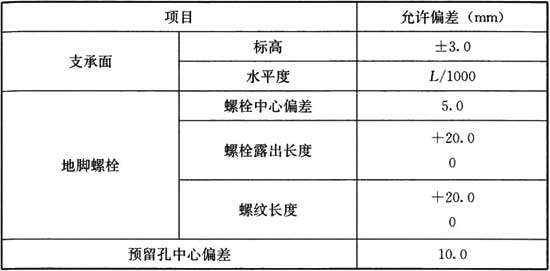 项目 允许偏差（mm）
支承面 标高 ±3.0
水平度 L/1000
地脚螺栓 螺栓中心偏差 5.0
螺栓露出长度 +20.0
0
螺纹长度 +20.0
0
预留孔中心偏差 10.0